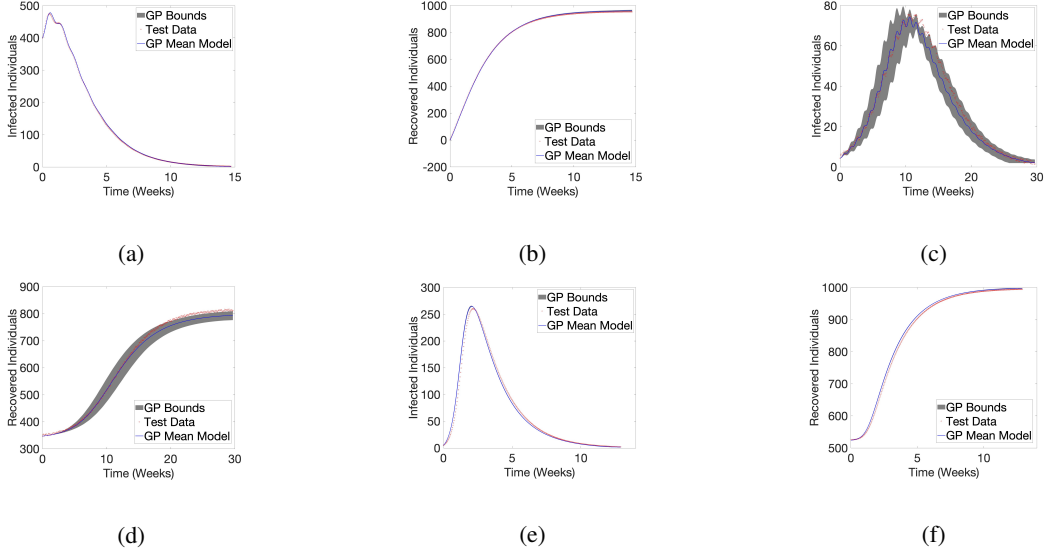 500
400
300
200
100
0
Infected Individuals
0 5 10 15
Time (Weeks)
GP Bounds
Test Data
GP Mean Model
(a)
1000
800
600
400
200
0
-200
Recovered Individuals
0 5 10 15
Time (Weeks)
GP Bounds
Test Data
GP Mean Model
(b)
80
60
40
20
0
Infected Individuals
0 10 20 30
Time (Weeks)
GP Bounds
Test Data
GP Mean Model
(c)
900
800
700
600
500
400
300
Recovered Individuals
0 10 20 30
Time (Weeks)
GP Bounds
Test Data
GP Mean Model
(d)
300
250
200
150
100
50
0
Infected Individuals
0 5 10
Time (Weeks)
GP Bounds
Test Data
GP Mean Model
(e)
1000
900
800
700
600
500
Recovered Individuals
0 5 10
Time (Weeks)
GP Bounds
Test Data
GP Mean Model
(f)